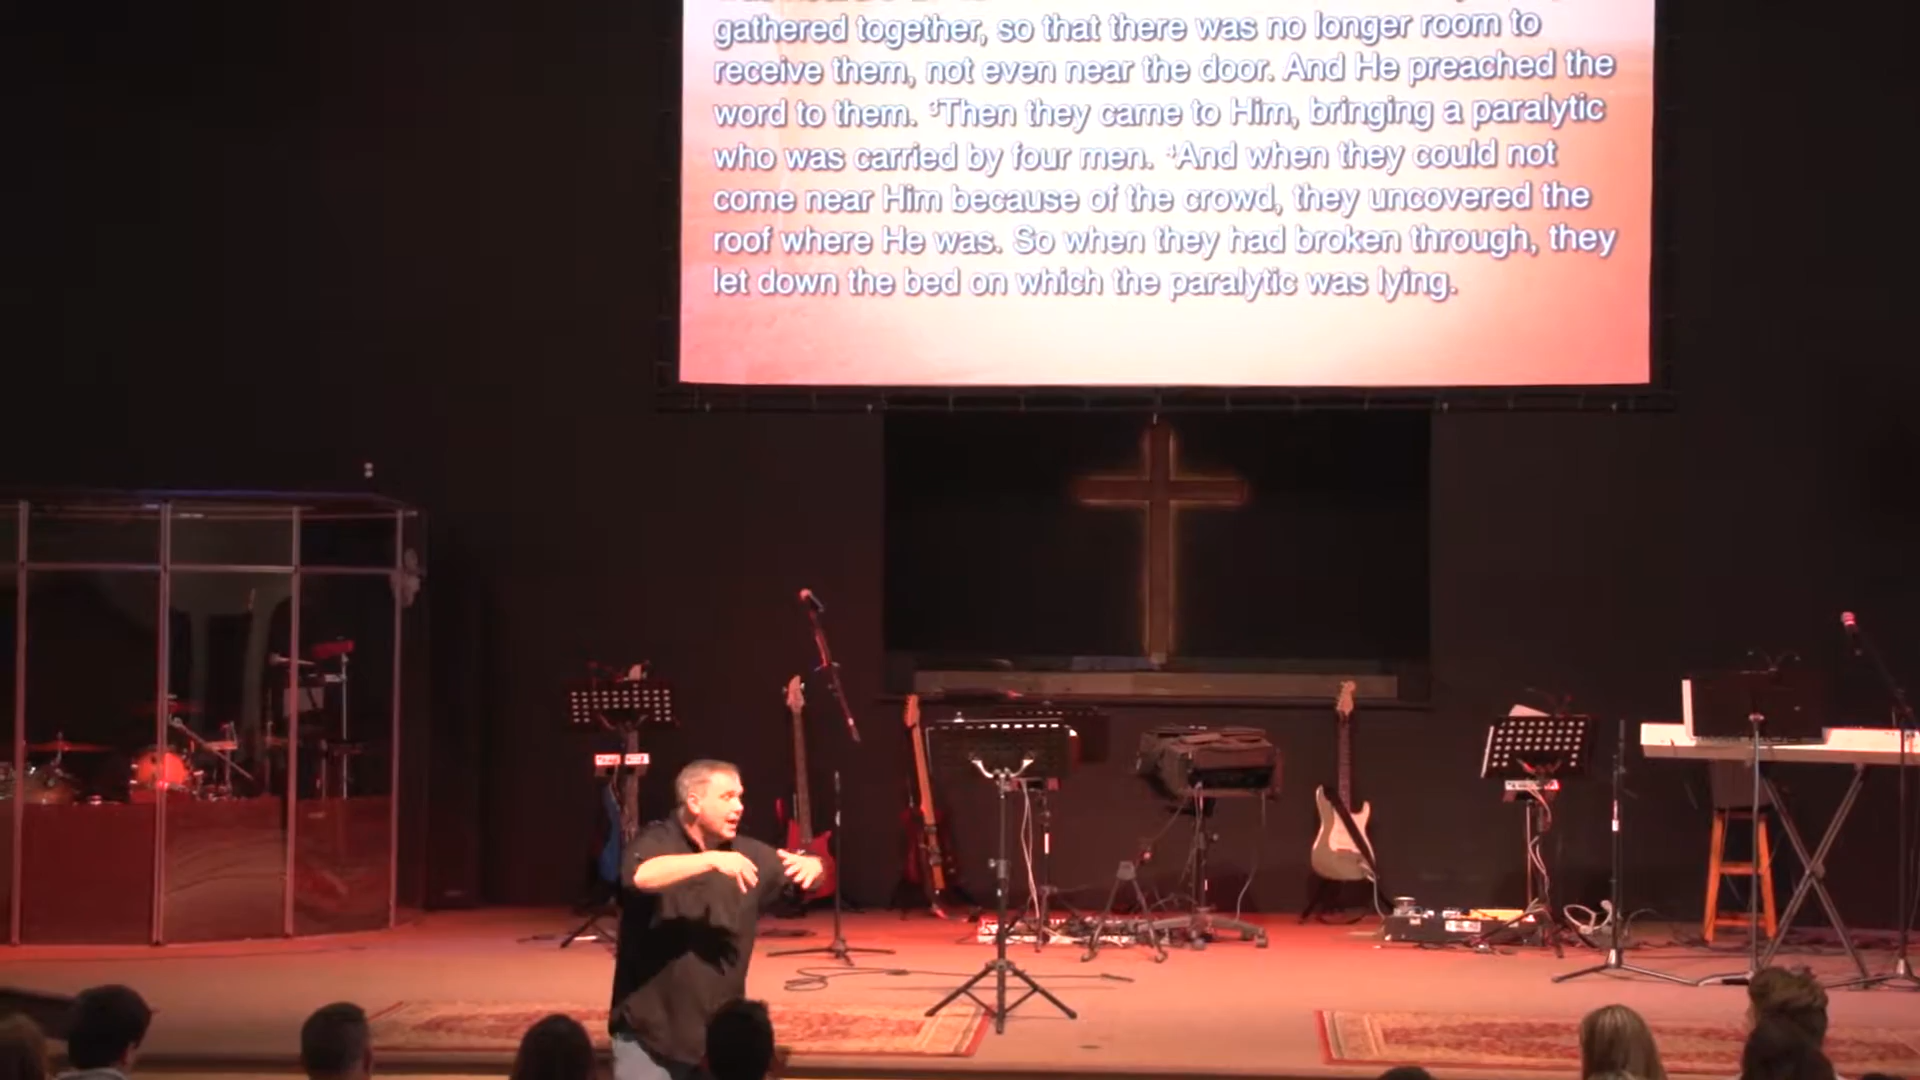 gathered together, so that there was no longer room to
receive them, not even near the door. And He preached the
word to them. ³Then they came to Him, bringing a paralytic
who was carried by four men. ⁴And when they could not
come near Him because of the crowd, they uncovered the
roof where He was. So when they had broken through, they
let down the bed on which the paralytic was lying.